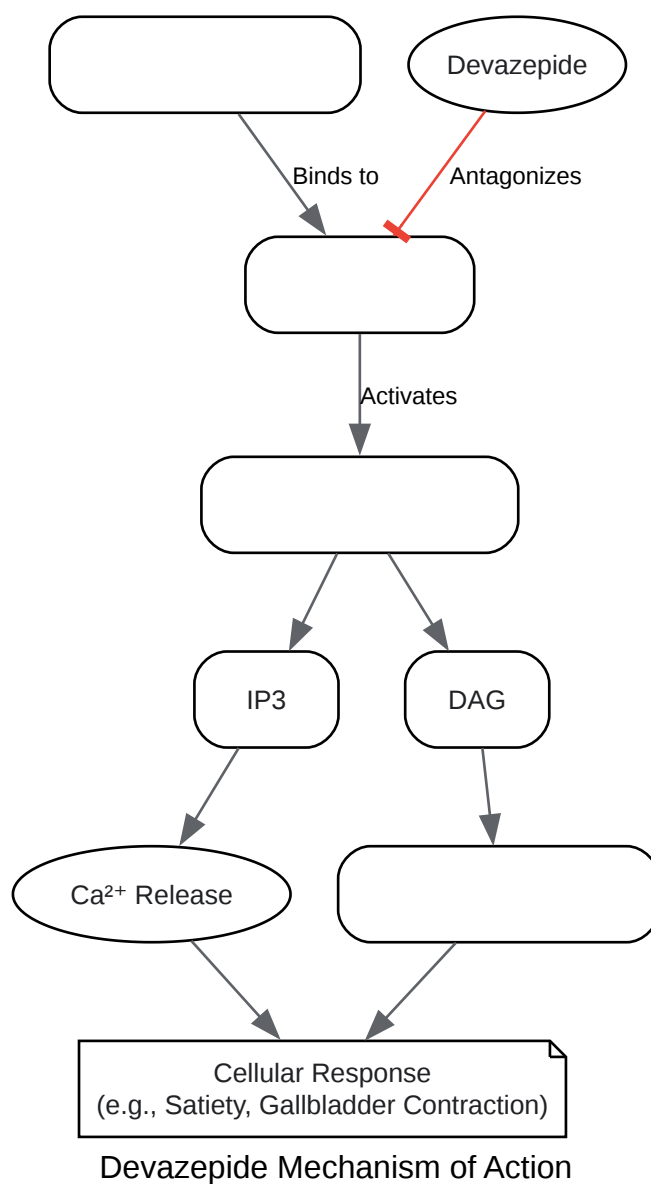 Devazepide
Binds to
Antagonizes
Activates
IP3
DAG
Ca²⁺ Release
Cellular Response
(e.g., Satiety, Gallbladder Contraction)
Devazepide Mechanism of Action